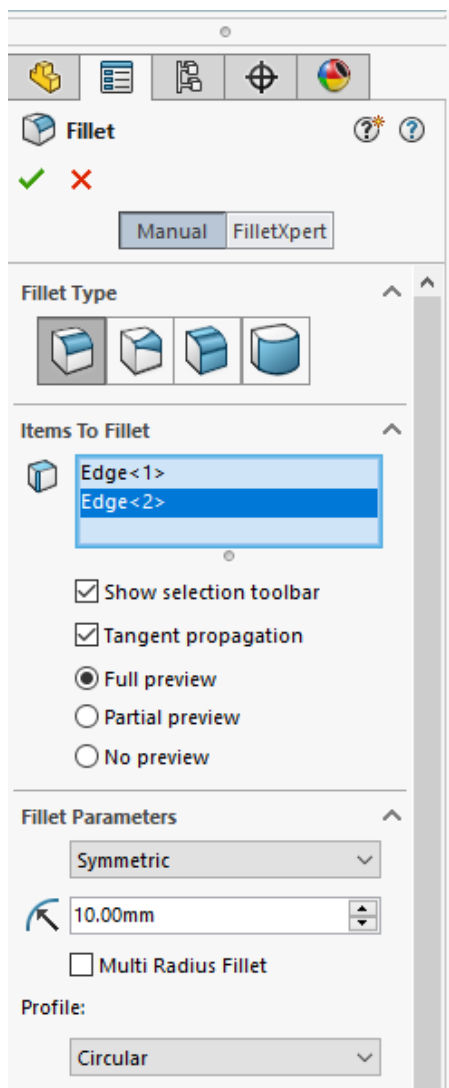 Fillet
Manual FilletXpert
Fillet Type
Items To Fillet
Edge<1>
Edge<2>
Show selection toolbar
Tangent propagation
Full preview
Partial preview
No preview
Fillet Parameters
Symmetric
10.00mm
Multi Radius Fillet
Profile:
Circular